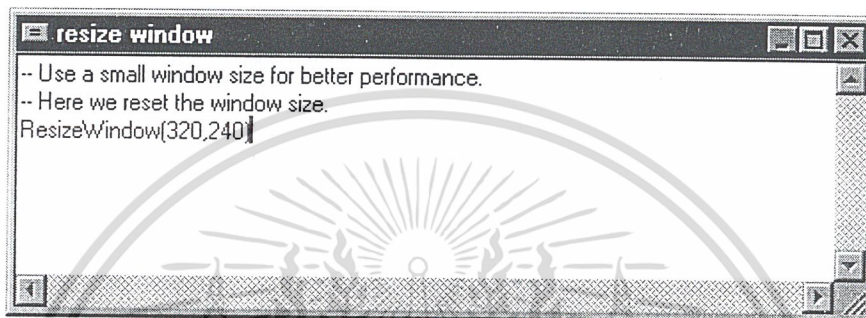 resize window
-- Use a small window size for better performance.
-- Here we reset the window size.
ResizeWindow(320,240)